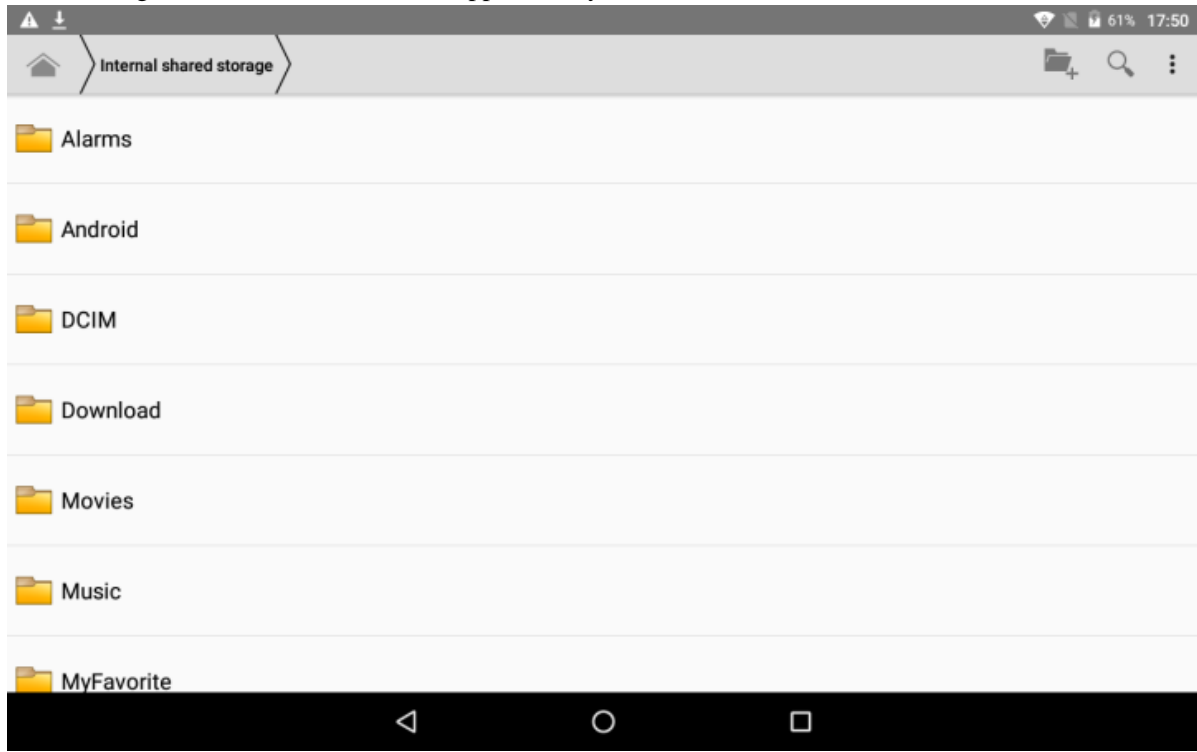 61% 17:50
Internal shared storage
Alarms
Android
DCIM
Download
Movies
Music
MyFavorite